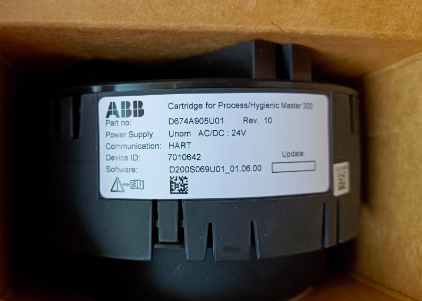 ABB
Cartridge for Process/Hygienic Master 300
Part no: D674A905U01 Rev. 10
Power Supply: Unom AC/DC : 24V
Communication: HART
Device ID: 7010642
Update:
Software: D200S069U01_01.06.00